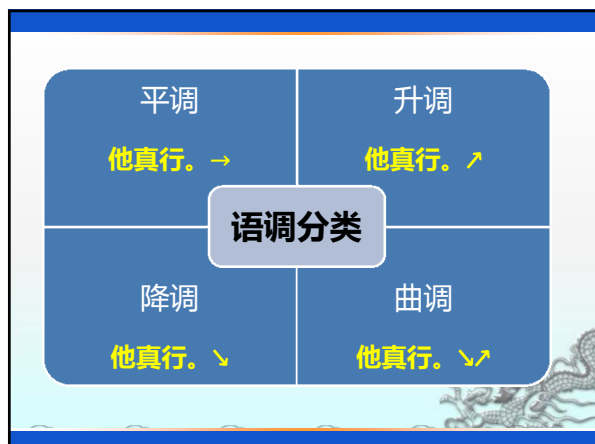 平调
他真行。→
升调
他真行。↗
语调分类
降调
他真行。↘
曲调
他真行。↘↗